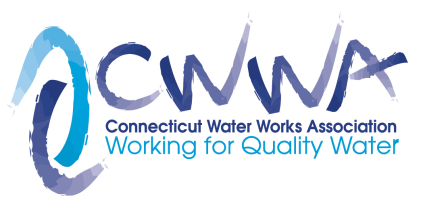 CWWA
Connecticut Water Works Association
Working for Quality Water